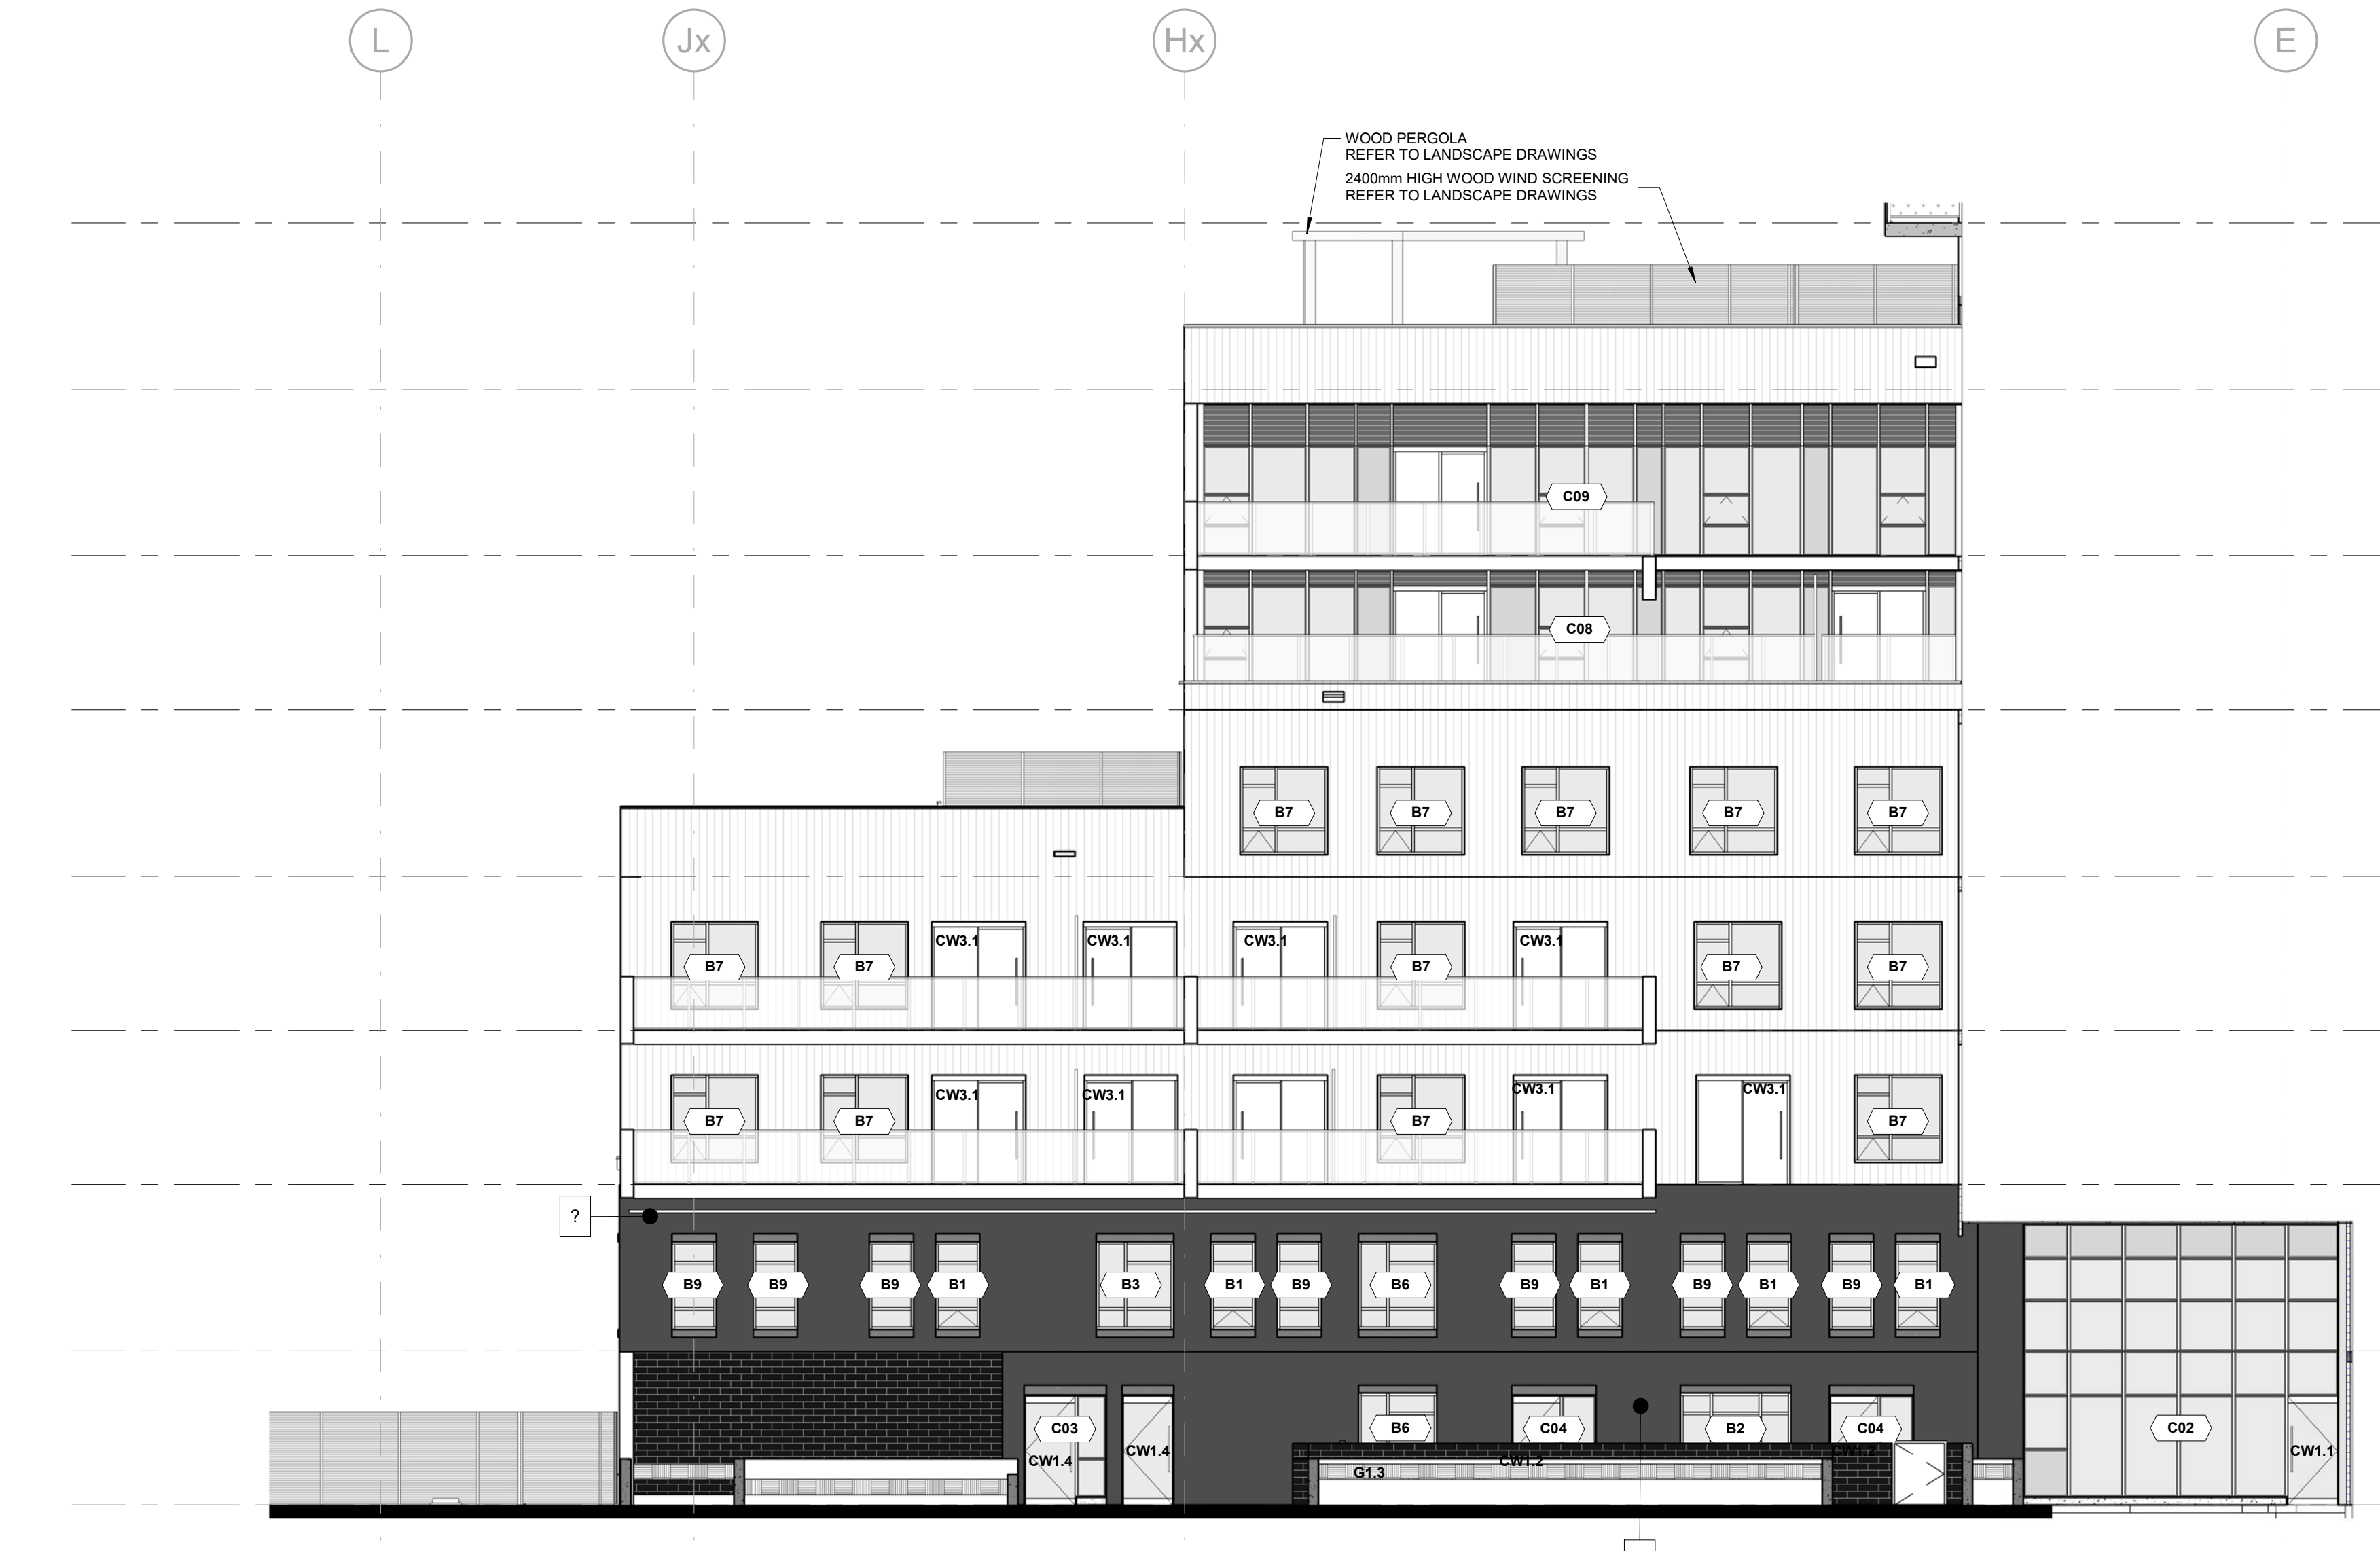 L
Jx
Hx
E
WOOD PERGOLA
REFER TO LANDSCAPE DRAWINGS
2400mm HIGH WOOD WIND SCREENING
REFER TO LANDSCAPE DRAWINGS
C09
C08
B7 B7 B7 B7 B7
CW3.1 CW3.1 CW3.1 CW3.1
B7 B7 B7 B7 B7
CW3.1 CW3.1 CW3.1 CW3.1
B7 B7 B7 B7
?
B9 B9 B9 B1 B3 B1 B9 B6 B9 B1 B9 B1 B9 B1
C03 B6 C04 B2 C04 C02
CW1.4 CW1.4 CW1.2 CW1.2 CW1.1
G1.3